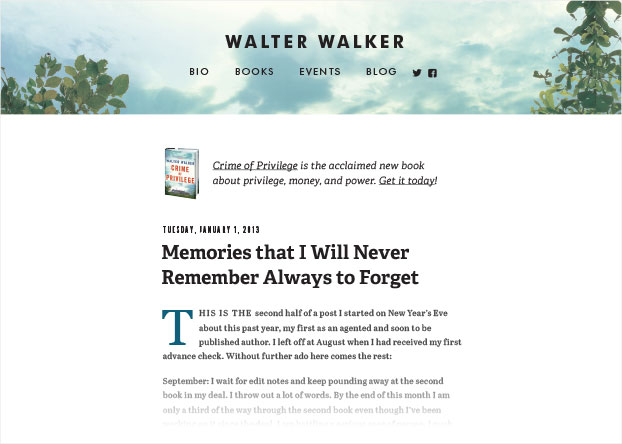 WALTER WALKER
BIO BOOKS EVENTS BLOG
WALTER WALKER
CRIME
of
PRIVILEGE
Crime of Privilege is the acclaimed new book
about privilege, money, and power. Get it today!
TUESDAY, JANUARY 1, 2013
Memories that I Will Never
Remember Always to Forget
THIS IS THE second half of a post I started on New Year's Eve
about this past year, my first as an agented and soon to be
published author. I left off at August when I had received my first
advance check. Without further ado here comes the rest:
September: I wait for edit notes and keep pounding away at the second
book in my deal. I throw out a lot of words. By the end of this month I am
only a third of the way through the second book even though I've been